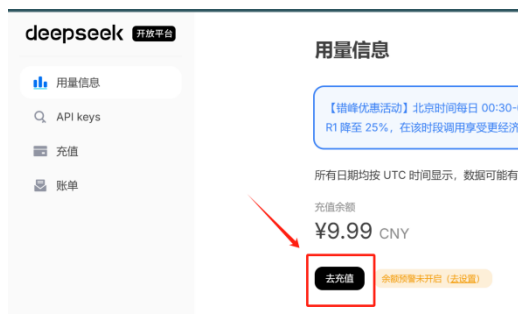 deepseek 开放平台
用量信息
API keys
充值
账单
用量信息
【错峰优惠活动】北京时间每日 00:30-
R1 降至 25%，在该时段调用享受更经济
所有日期均按 UTC 时间显示，数据可能有
充值余额
¥9.99 CNY
去充值 余额预警未开启（去设置）